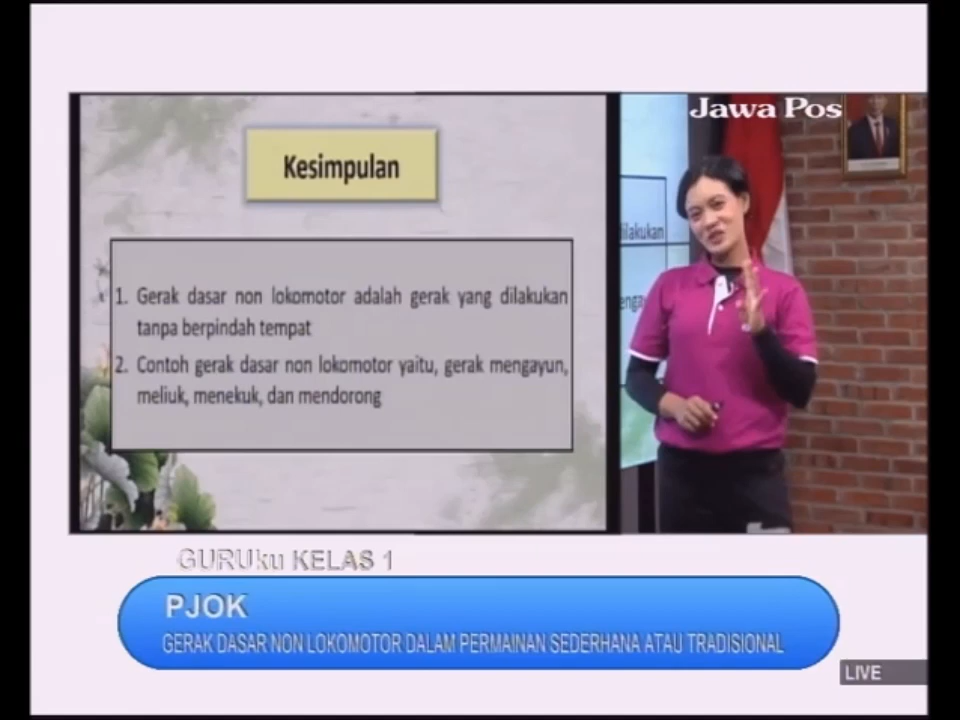 Jawa Pos
Kesimpulan
1. Gerak dasar non lokomotor adalah gerak yang dilakukan
tanpa berpindah tempat
2. Contoh gerak dasar non lokomotor yaitu, gerak mengayun,
meliuk, menekuk, dan mendorong
dilakukan
GURUku KELAS 1
PJOK
GERAK DASAR NON LOKOMOTOR DALAM PERMAINAN SEDERHANA ATAU TRADISIONAL
LIVE